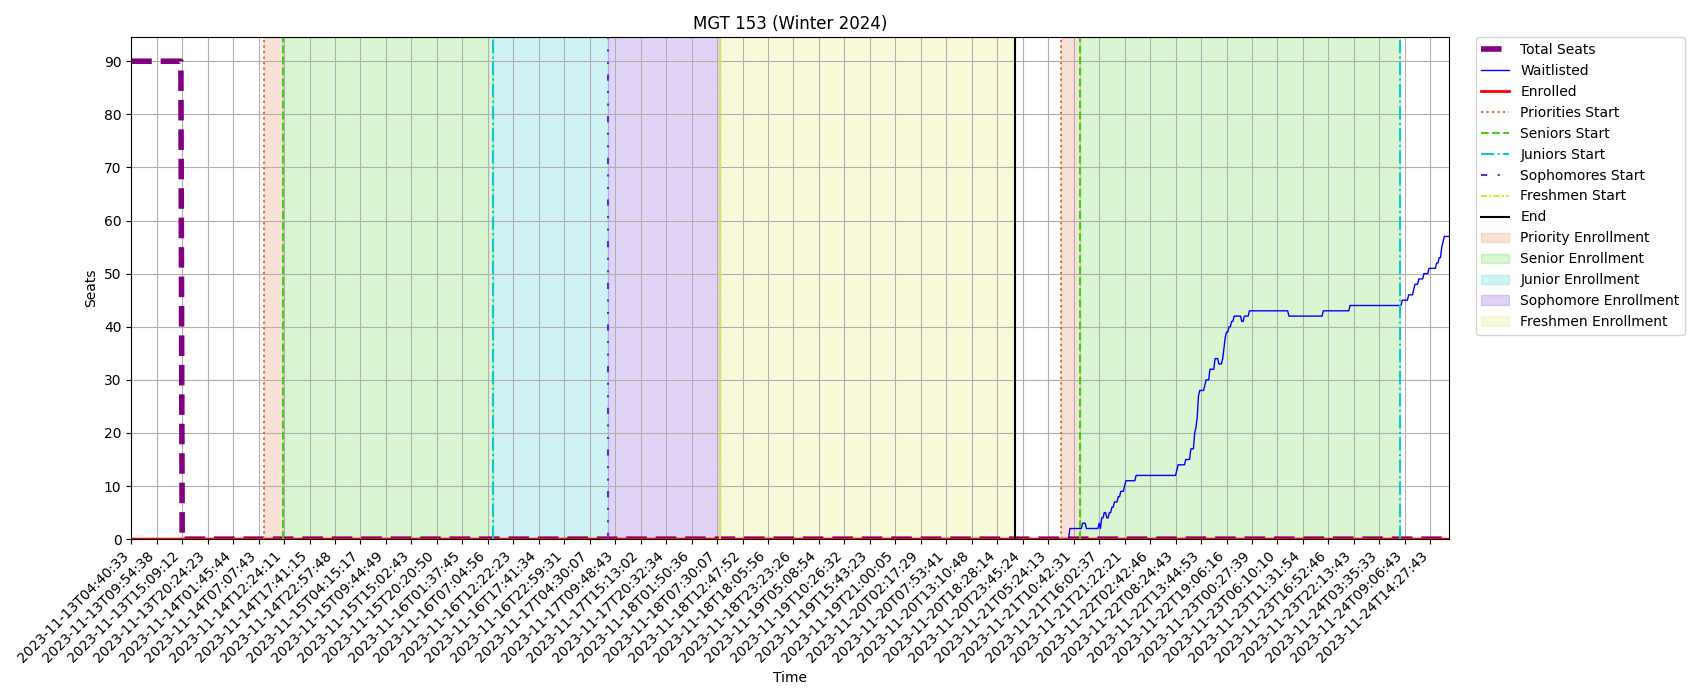 MGT 153 (Winter 2024)
Total Seats
Waitlisted
Enrolled
Priorities Start
Seniors Start
Juniors Start
Sophomores Start
Freshmen Start
End
Priority Enrollment
Senior Enrollment
Junior Enrollment
Sophomore Enrollment
Freshmen Enrollment
Seats
90
80
70
60
50
40
30
20
10
0
2023-11-13T04:40:33
2023-11-13T09:54:38
2023-11-13T15:09:12
2023-11-13T20:24:23
2023-11-14T01:45:44
2023-11-14T07:07:43
2023-11-14T12:24:11
2023-11-14T17:41:15
2023-11-14T22:57:48
2023-11-15T04:15:17
2023-11-15T09:44:49
2023-11-15T15:02:43
2023-11-15T20:20:50
2023-11-16T01:37:45
2023-11-16T07:04:56
2023-11-16T12:22:23
2023-11-16T17:41:34
2023-11-16T22:59:31
2023-11-17T04:30:07
2023-11-17T09:48:43
2023-11-17T15:13:02
2023-11-17T20:32:34
2023-11-18T01:50:36
2023-11-18T07:30:07
2023-11-18T12:47:52
2023-11-18T18:05:56
2023-11-18T23:23:26
2023-11-19T05:08:54
2023-11-19T10:26:32
2023-11-19T15:43:23
2023-11-19T21:00:05
2023-11-20T02:17:29
2023-11-20T07:53:41
2023-11-20T13:10:48
2023-11-20T18:28:14
2023-11-20T23:45:24
2023-11-21T05:24:13
2023-11-21T10:42:31
2023-11-21T16:02:37
2023-11-21T21:22:21
2023-11-22T02:42:46
2023-11-22T08:24:43
2023-11-22T13:44:53
2023-11-22T19:06:16
2023-11-23T00:27:39
2023-11-23T06:10:10
2023-11-23T11:31:54
2023-11-23T16:52:46
2023-11-23T22:13:43
2023-11-24T03:35:33
2023-11-24T09:06:43
2023-11-24T14:27:43
Time